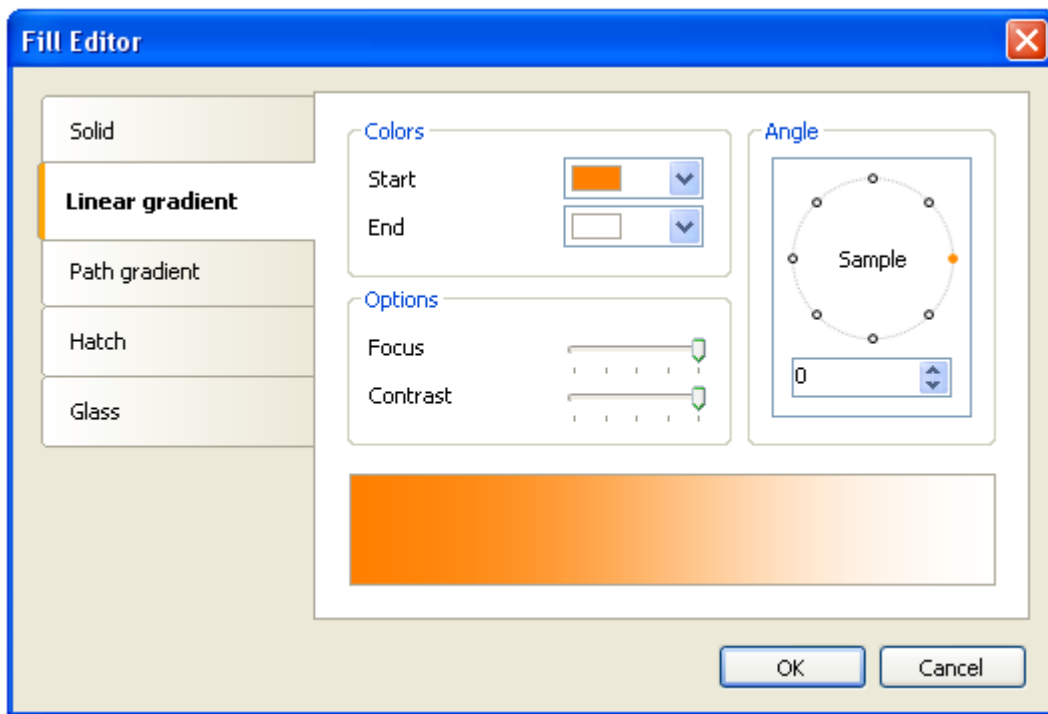 Fill Editor
Solid
Linear gradient
Path gradient
Hatch
Glass
Colors
Start
End
Options
Focus
Contrast
Angle
Sample
0
OK
Cancel